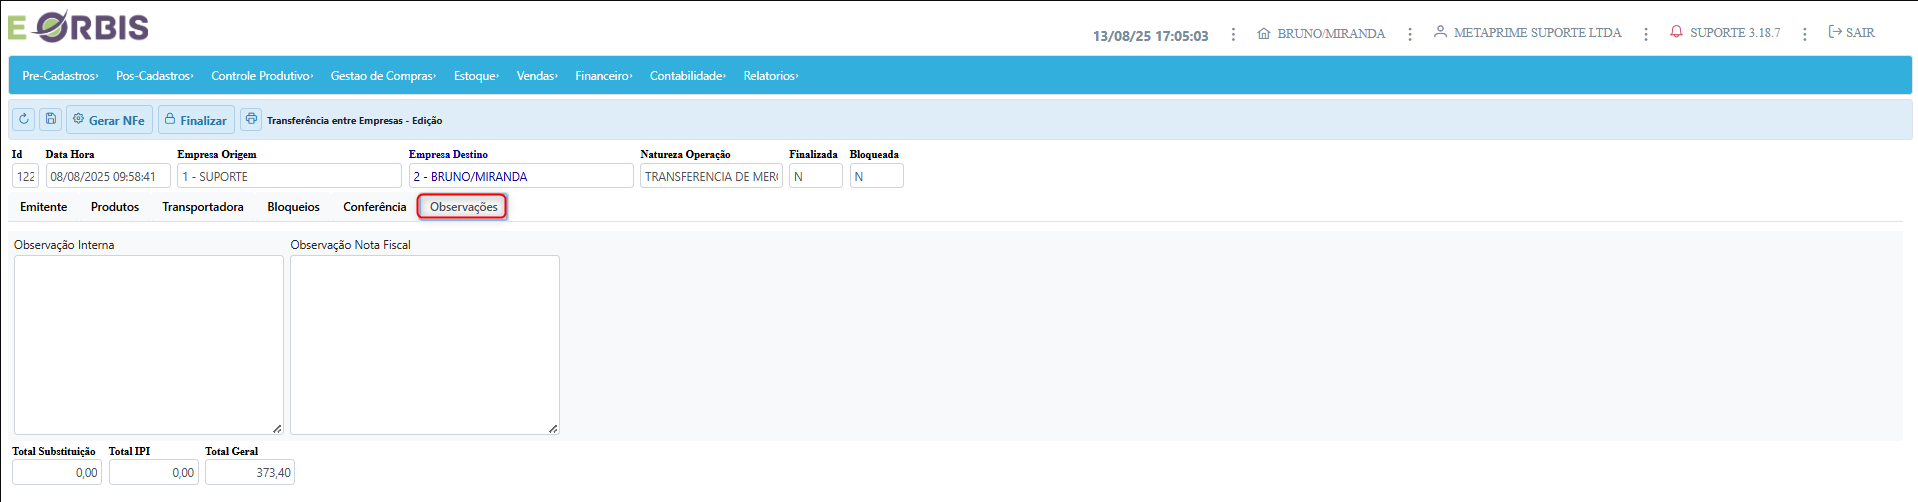 E ORBIS
13/08/25 17:05:03 BRUNO/MIRANDA METAPRIME SUPORTE LTDA SUPORTE 3.18.7 SAIR
Pre-Cadastros Pos-Cadastros Controle Produtivo Gestao de Compras Estoque Vendas Financeiro Contabilidade Relatorios
Gerar NFe Finalizar Transferência entre Empresas - Edição
Id Data Hora Empresa Origem Empresa Destino Natureza Operação Finalizada Bloqueada
122 08/08/2025 09:58:41 1 - SUPORTE 2 - BRUNO/MIRANDA TRANSFERENCIA DE MER N N
Emitente Produtos Transportadora Bloqueios Conferência Observações
Observação Interna Observação Nota Fiscal
Total Substituição Total IPI Total Geral
0,00 0,00 373,40